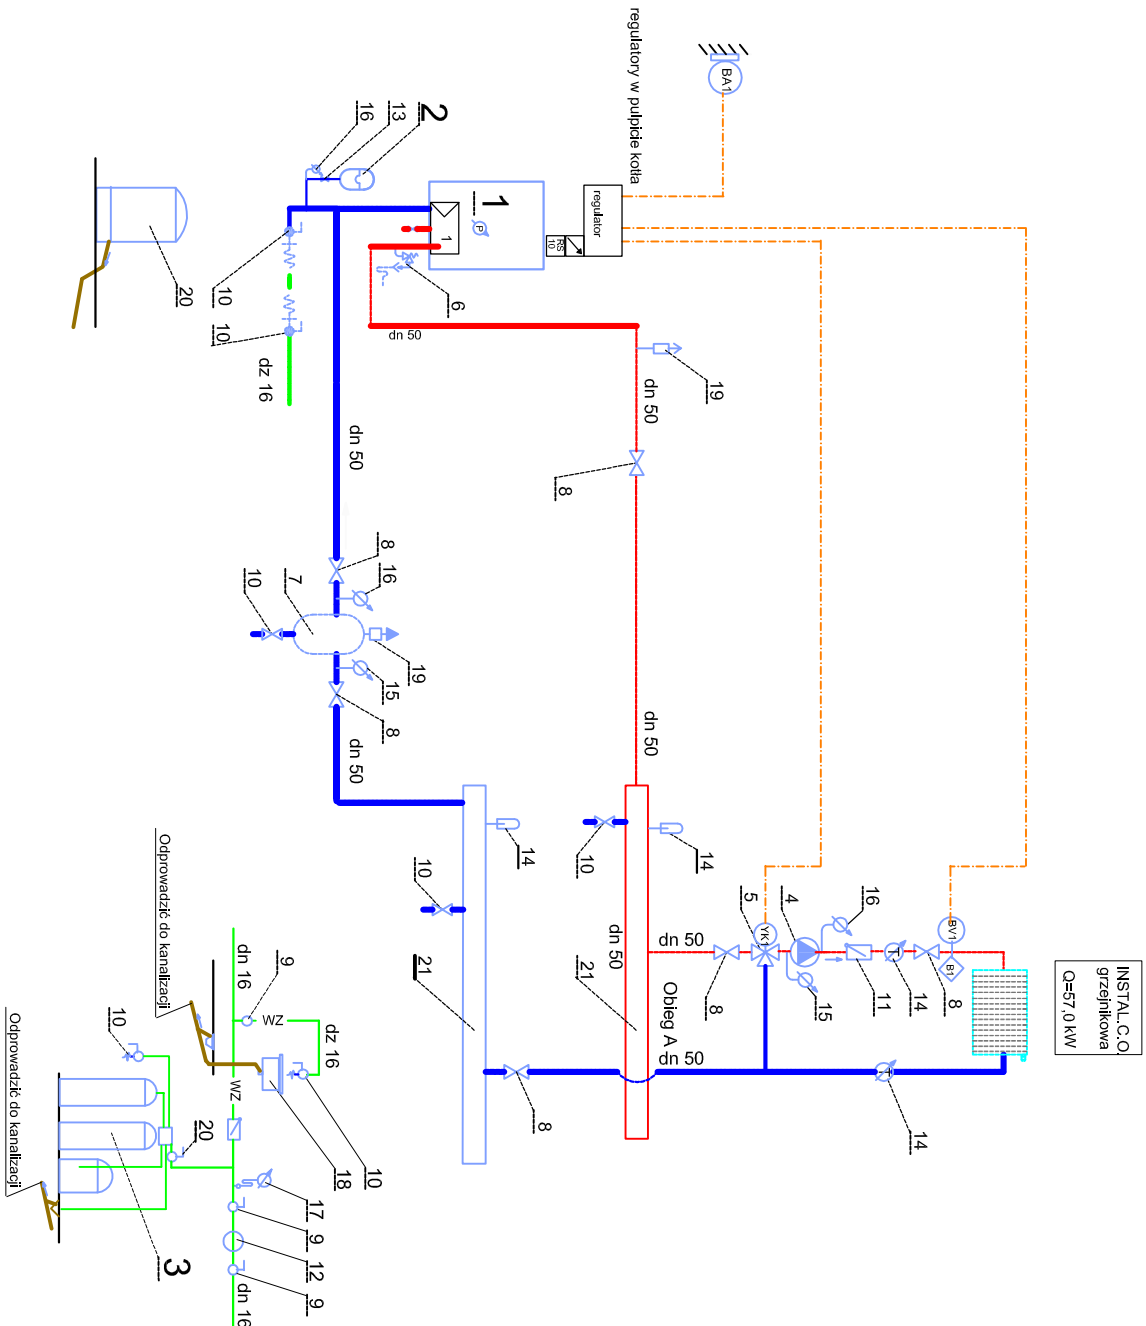 INSTAL.C.O.
grzejnikowa
Q=57,0 kW
BV1
B1
8
14
T
14
T
14
16
11
4
15
5
YK1
8
dn 50
Obieg A
dn 50
dn 50
21
8
14
10
dn 50
8
dn 50
19
dn 50
BA1
regulatory w pulpicie kotła
regulator
RS
10
1
P
1
6
2
13
16
10
10
dz 16
20
dn 50
8
16
7
10
19
15
8
dn 50
14
10
21
Odprowadzić do kanalizacji
dn 16
9
WZ
dz 16
10
18
WZ
10
20
17
9
12
9
dn 16
3
Odprowadzić do kanalizacji